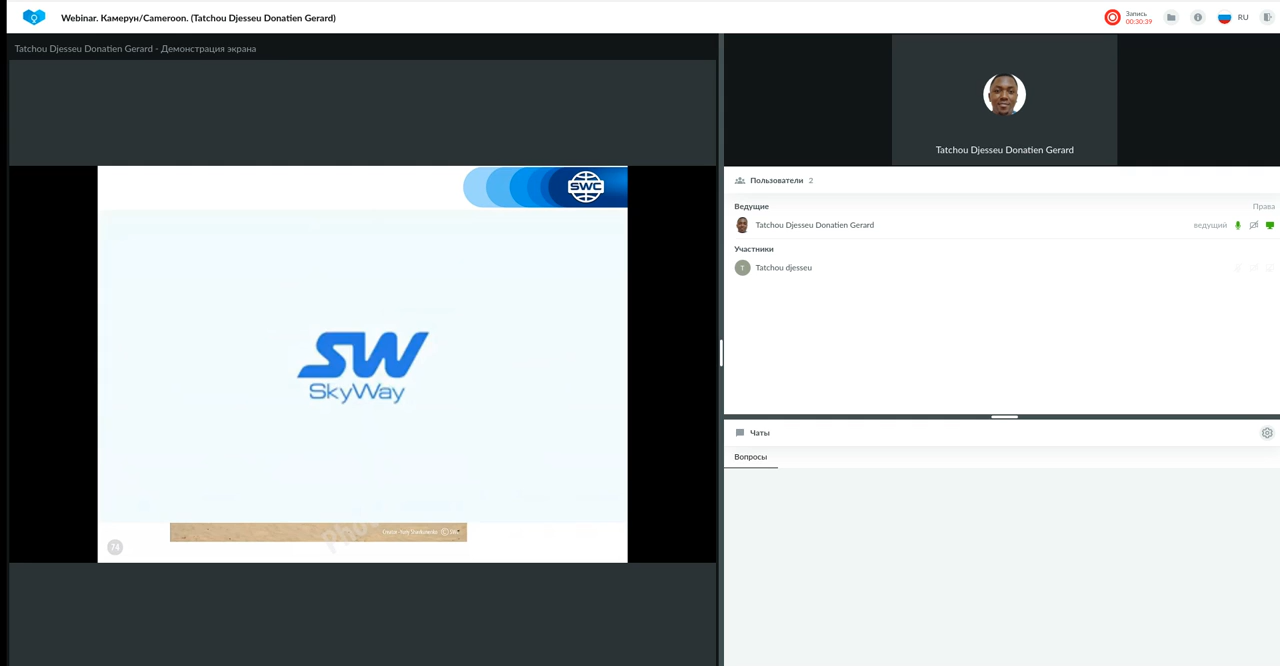 Webinar. Камерун/Cameroon. (Tatchou Djesseu Donatien Gerard)
Запись
00:30:39
RU
Tatchou Djesseu Donatien Gerard - Демонстрация экрана
SWC
SW
SkyWay
74
Tatchou Djesseu Donatien Gerard
Пользователи 2
Ведущие Права
Tatchou Djesseu Donatien Gerard ведущий
Участники
T Tatchou djesseu
Чаты
Вопросы